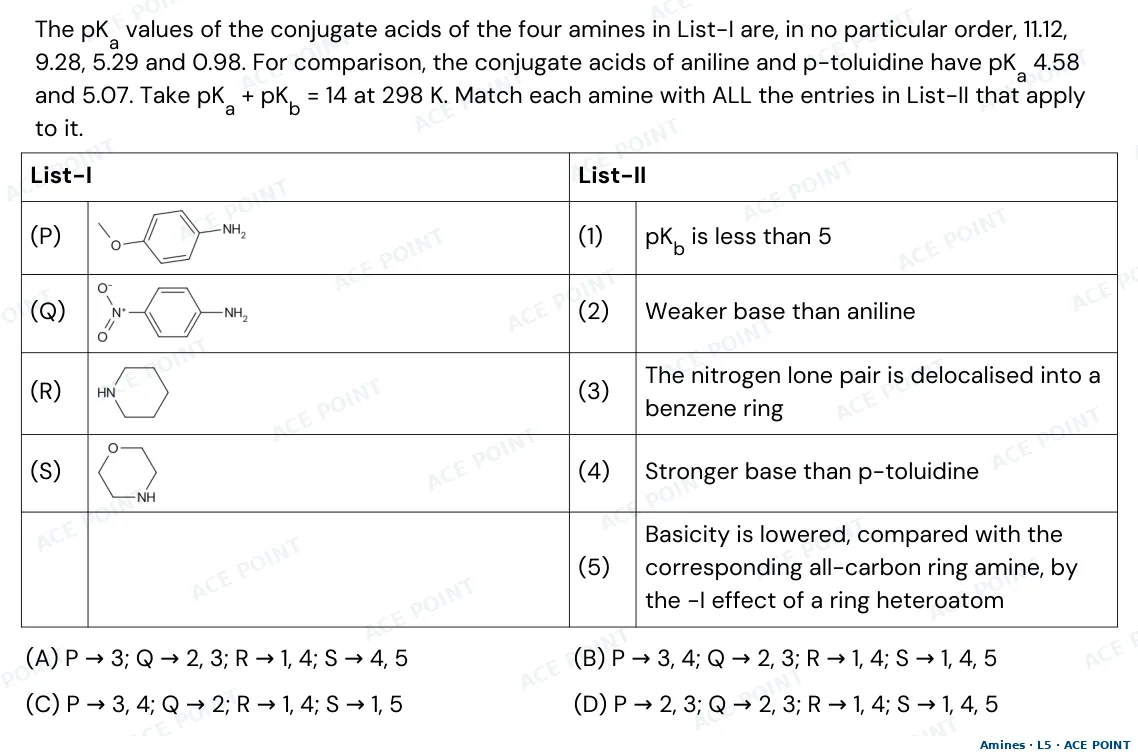 The pKa values of the conjugate acids of the four amines in List-I are, in no particular order, 11.12,
9.28, 5.29 and 0.98. For comparison, the conjugate acids of aniline and p-toluidine have pKa 4.58
and 5.07. Take pKa + pKb = 14 at 298 K. Match each amine with ALL the entries in List-II that apply
to it.
List-I List-II
(P) O NH2 (1) pKb is less than 5
(Q) O- N+ O NH2 (2) Weaker base than aniline
(R) HN (3) The nitrogen lone pair is delocalised into a
benzene ring
(S) O NH (4) Stronger base than p-toluidine
(5) Basicity is lowered, compared with the
corresponding all-carbon ring amine, by
the -I effect of a ring heteroatom
(A) P → 3; Q → 2, 3; R → 1, 4; S → 4, 5 (B) P → 3, 4; Q → 2, 3; R → 1, 4; S → 1, 4, 5
(C) P → 3, 4; Q → 2; R → 1, 4; S → 1, 5 (D) P → 2, 3; Q → 2, 3; R → 1, 4; S → 1, 4, 5
Amines · L5 · ACE POINT